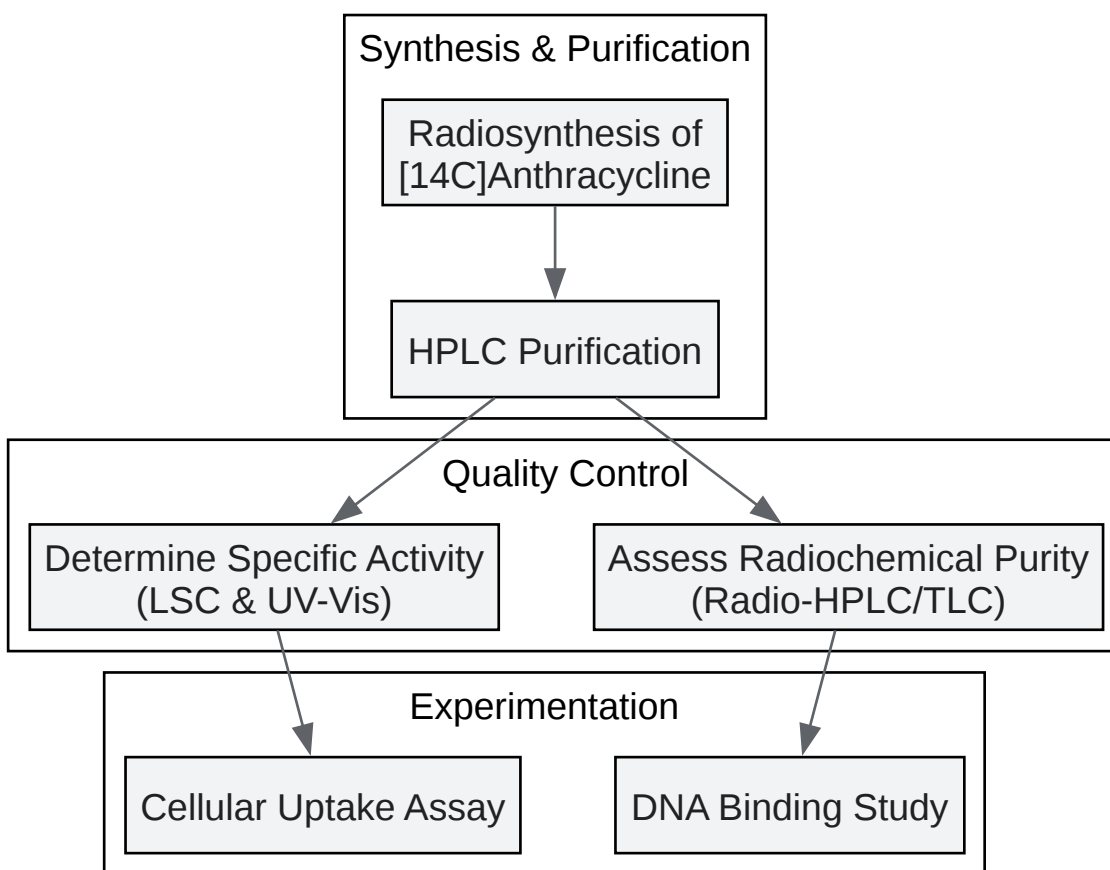 Synthesis & Purification
Radiosynthesis of
[14C]Anthracycline
HPLC Purification
Quality Control
Determine Specific Activity
(LSC & UV-Vis)
Assess Radiochemical Purity
(Radio-HPLC/TLC)
Experimentation
Cellular Uptake Assay
DNA Binding Study